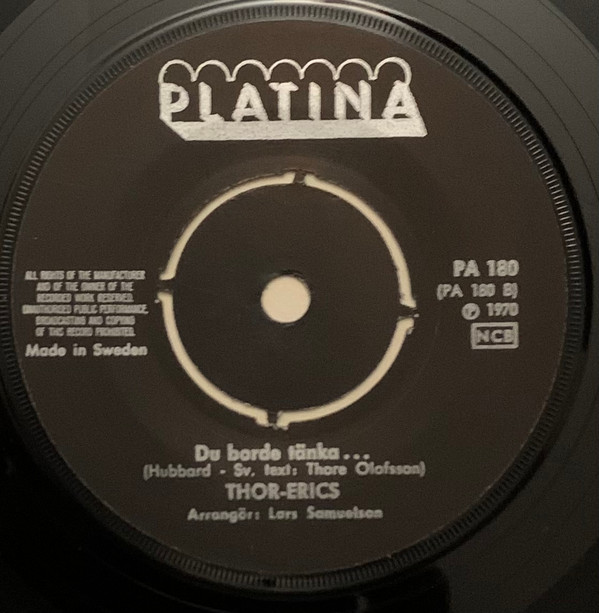 PLATINA
ALL RIGHTS OF THE MANUFACTURER
AND OF THE OWNER OF THE
RECORDED WORK RESERVED.
UNAUTHORISED PUBLIC PERFORMANCE,
BROADCASTING AND COPYING
OF THIS RECORD PROHIBITED.
Made in Sweden
PA 180
(PA 180 B)
Ⓟ 1970
NCB
Du borde tänka...
(Hubbard - Sv. text: Thore Olofsson)
THOR-ERICS
Arrangör: Lars Samuelson